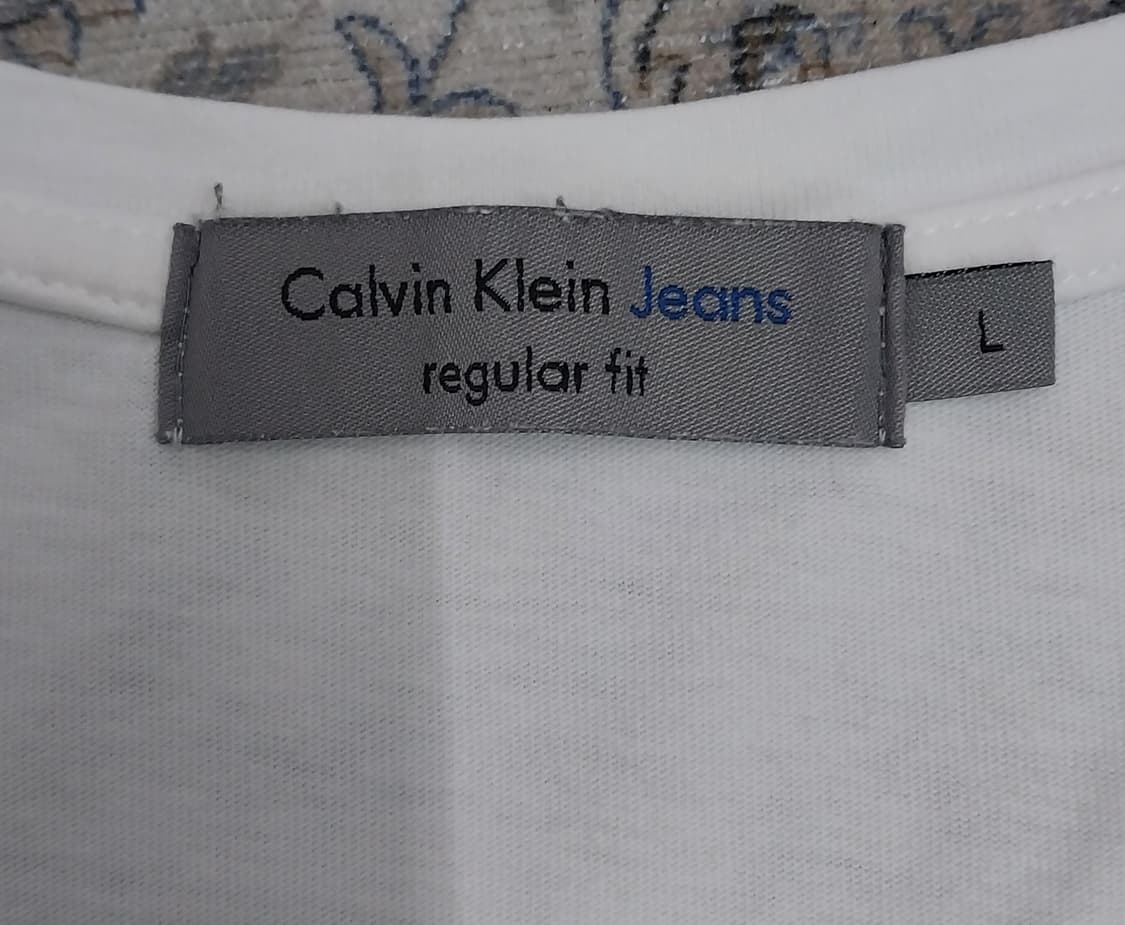 Calvin Klein Jeans
regular fit
L